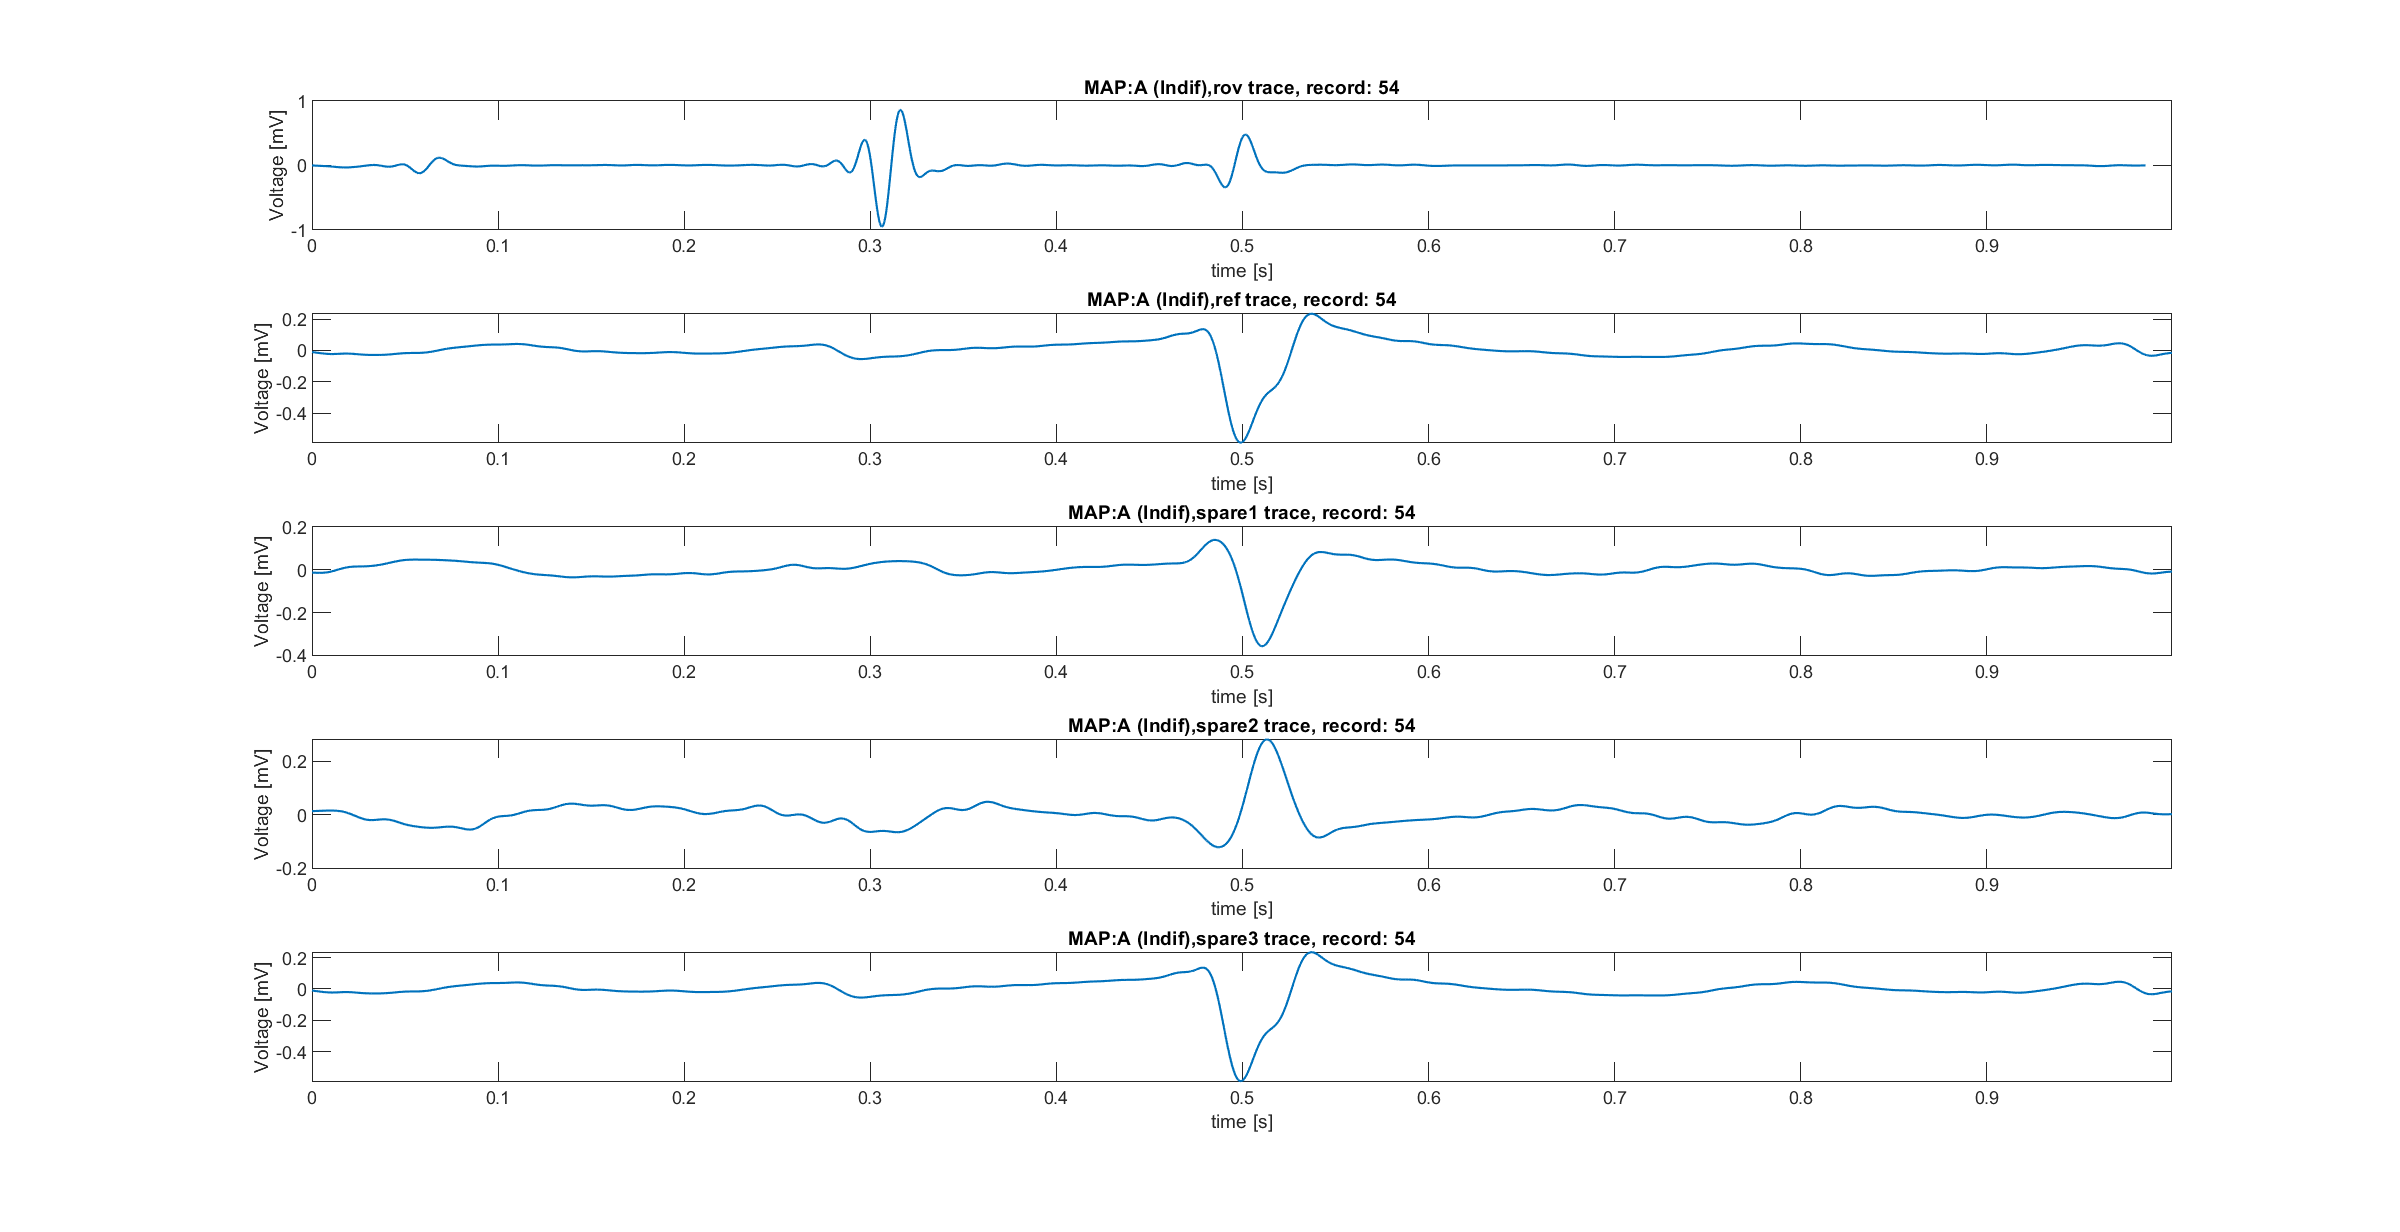 MAP:A (Indif),rov trace, record: 54
Voltage [mV]
1
0
-1
0 0.1 0.2 0.3 0.4 0.5 0.6 0.7 0.8 0.9
time [s]
MAP:A (Indif),ref trace, record: 54
Voltage [mV]
0.2
0
-0.2
-0.4
0 0.1 0.2 0.3 0.4 0.5 0.6 0.7 0.8 0.9
time [s]
MAP:A (Indif),spare1 trace, record: 54
Voltage [mV]
0.2
0
-0.2
-0.4
0 0.1 0.2 0.3 0.4 0.5 0.6 0.7 0.8 0.9
time [s]
MAP:A (Indif),spare2 trace, record: 54
Voltage [mV]
0.2
0
-0.2
0 0.1 0.2 0.3 0.4 0.5 0.6 0.7 0.8 0.9
time [s]
MAP:A (Indif),spare3 trace, record: 54
Voltage [mV]
0.2
0
-0.2
-0.4
0 0.1 0.2 0.3 0.4 0.5 0.6 0.7 0.8 0.9
time [s]